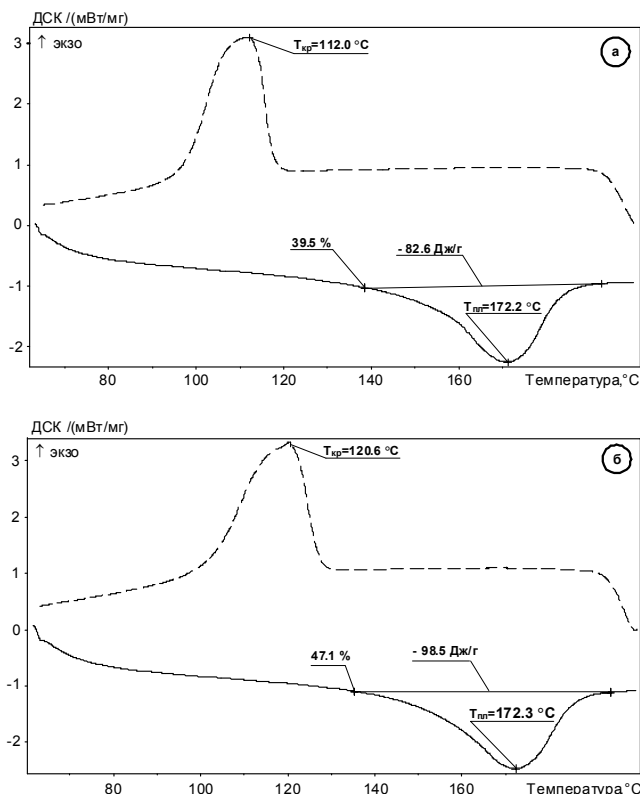 ДСК /(мВт/мг)
↑ экзо
Tкр=112.0 °C
а
3
2
1
0
39.5 %
- 82.6 Дж/г
-1
Tпл=172.2 °C
-2
80 100 120 140 160 Температура,°С
ДСК /(мВт/мг)
↑ экзо
Tкр=120.6 °C
б
3
2
1
0
47.1 %
- 98.5 Дж/г
-1
Tпл=172.3 °C
-2
80 100 120 140 160 Температура°С